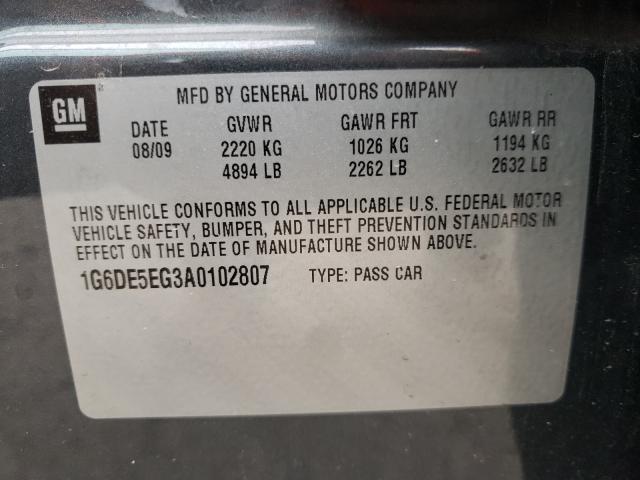 GM
MFD BY GENERAL MOTORS COMPANY
DATE GVWR GAWR FRT GAWR RR
08/09 2220 KG 1026 KG 1194 KG
4894 LB 2262 LB 2632 LB
THIS VEHICLE CONFORMS TO ALL APPLICABLE U.S. FEDERAL MOTOR
VEHICLE SAFETY, BUMPER, AND THEFT PREVENTION STANDARDS IN
EFFECT ON THE DATE OF MANUFACTURE SHOWN ABOVE.
1G6DE5EG3A0102807 TYPE: PASS CAR